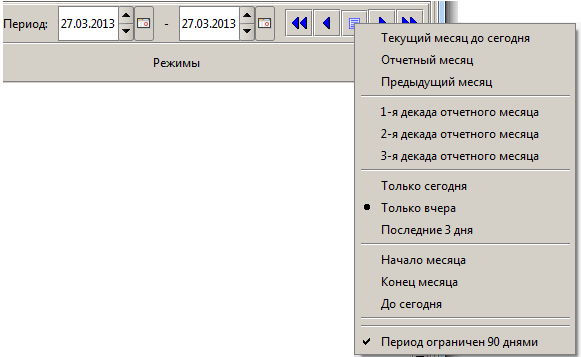 Период: 27.03.2013 - 27.03.2013
Режимы
Текущий месяц до сегодня
Отчетный месяц
Предыдущий месяц
1-я декада отчетного месяца
2-я декада отчетного месяца
3-я декада отчетного месяца
Только сегодня
Только вчера
Последние 3 дня
Начало месяца
Конец месяца
До сегодня
Период ограничен 90 днями